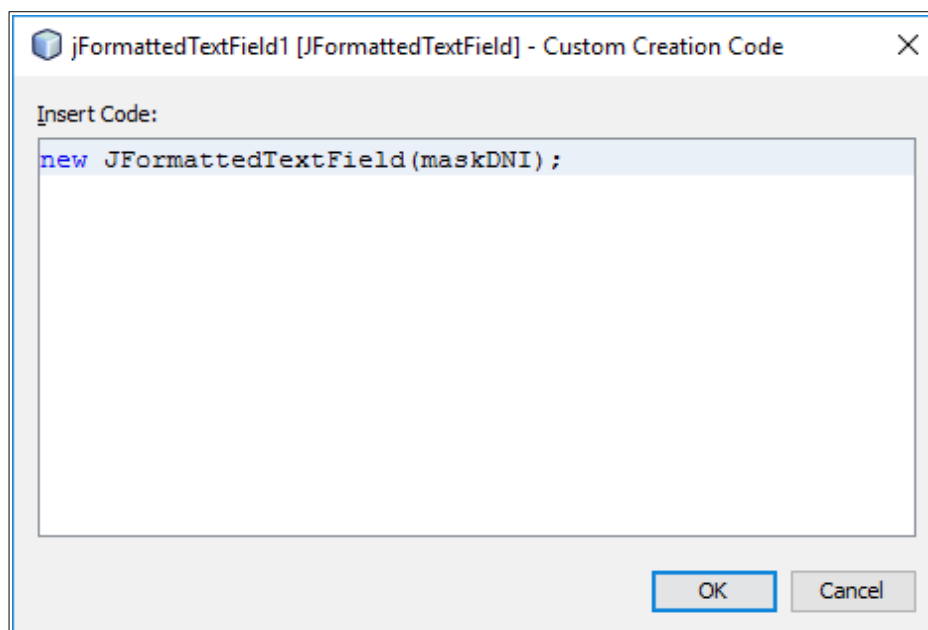 jFormattedTextField1 [JFormattedTextField] - Custom Creation Code
Insert Code:
new JFormattedTextField(maskDNI);
OK
Cancel